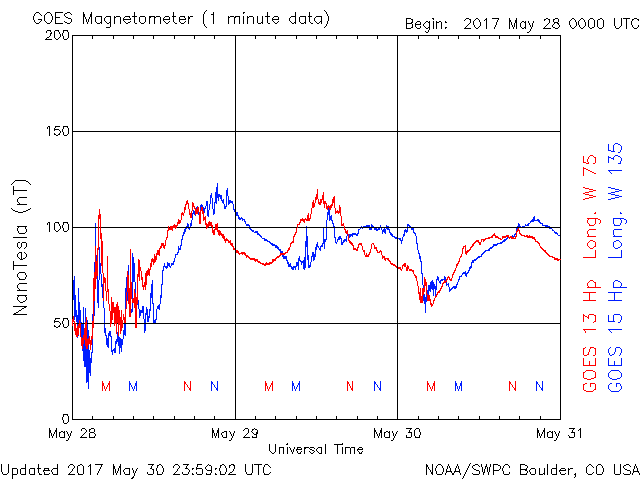 GOES Magnetometer (1 minute data)
Begin: 2017 May 28 0000 UTC
200
150
100
50
0
NanoTesla (nT)
M M N N M M N N M M N N
May 28 May 29 May 30 May 31
Universal Time
GOES 13 Hp Long. W 75
GOES 15 Hp Long. W 135
Updated 2017 May 30 23:59:02 UTC
NOAA/SWPC Boulder, CO USA